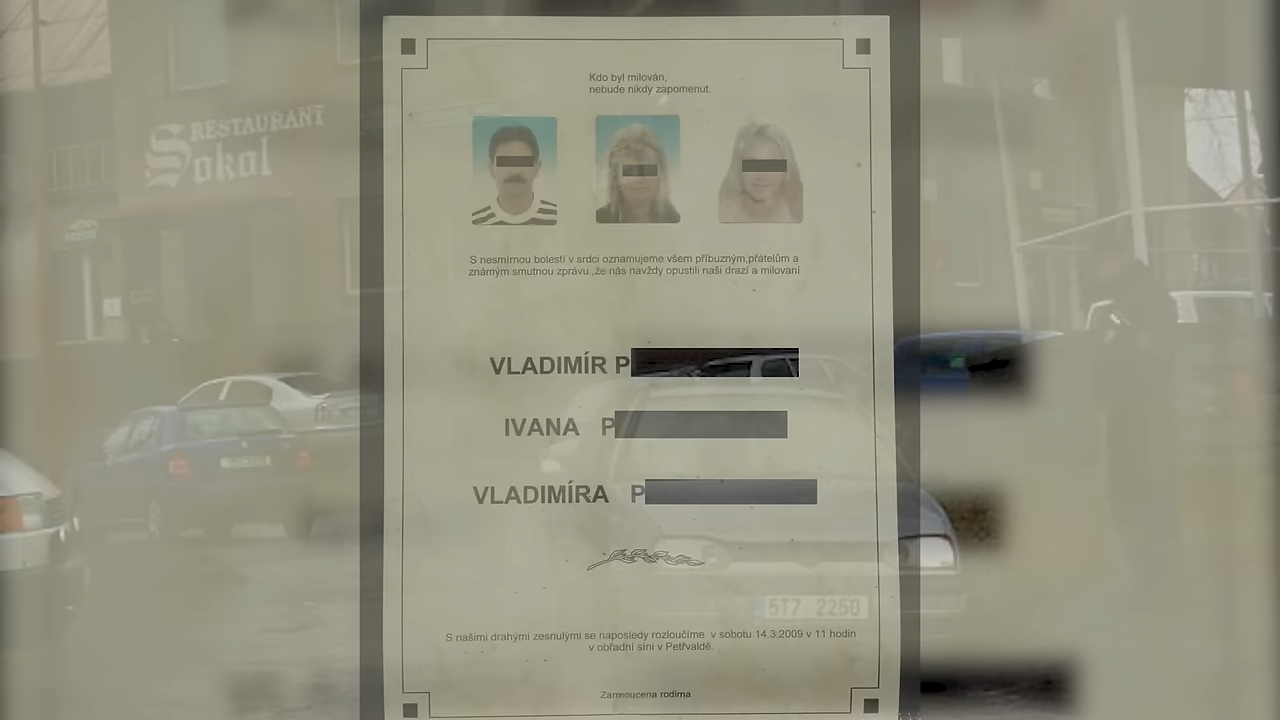 RESTAURANT
Sokol
Kdo byl milován,
nebude nikdy zapomenut.
S nesmírnou bolestí v srdci oznamujeme všem příbuzným,přátelům a
známým smutnou zprávu ,že nás navždy opustili naši drazí a milovaní
VLADIMÍR P
IVANA P
VLADIMÍRA P
5T7 2250
S našimi drahými zesnulými se naposledy rozloučíme v sobotu 14.3.2009 v 11 hodin
v obřadní síni v Petřvaldě.
Zarmoucená rodina